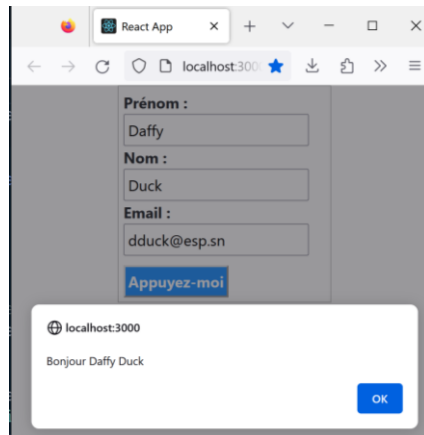 React App
localhost:300
Prénom :
Daffy
Nom :
Duck
Email :
dduck@esp.sn
Appuyez-moi
localhost:3000
Bonjour Daffy Duck
OK